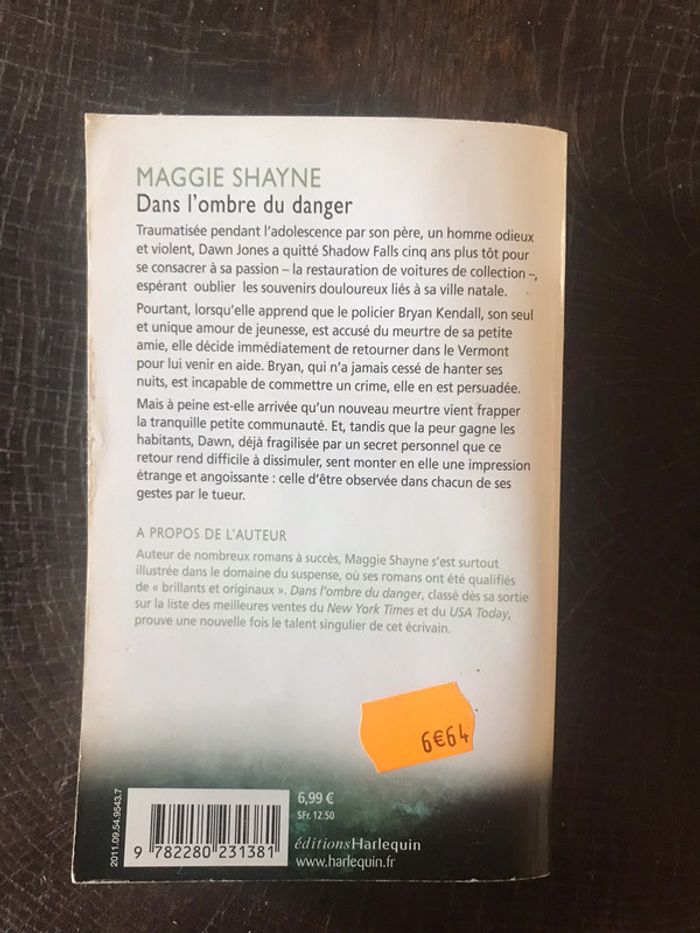 MAGGIE SHAYNE
Dans l'ombre du danger
Traumatisée pendant l'adolescence par son père, un homme odieux
et violent, Dawn Jones a quitté Shadow Falls cinq ans plus tôt pour
se consacrer à sa passion – la restauration de voitures de collection –,
espérant oublier les souvenirs douloureux liés à sa ville natale.
Pourtant, lorsqu'elle apprend que le policier Bryan Kendall, son seul
et unique amour de jeunesse, est accusé du meurtre de sa petite
amie, elle décide immédiatement de retourner dans le Vermont
pour lui venir en aide. Bryan, qui n'a jamais cessé de hanter ses
nuits, est incapable de commettre un crime, elle en est persuadée.
Mais à peine est-elle arrivée qu'un nouveau meurtre vient frapper
la tranquille petite communauté. Et, tandis que la peur gagne les
habitants, Dawn, déjà fragilisée par un secret personnel que ce
retour rend difficile à dissimuler, sent monter en elle une impression
étrange et angoissante : celle d'être observée dans chacun de ses
gestes par le tueur.
A PROPOS DE L'AUTEUR
Auteur de nombreux romans à succès, Maggie Shayne s'est surtout
illustrée dans le domaine du suspense, où ses romans ont été qualifiés
de « brillants et originaux ». Dans l'ombre du danger, classé dès sa sortie
sur la liste des meilleures ventes du New York Times et du USA Today,
prouve une nouvelle fois le talent singulier de cet écrivain.
6€64
2011.09.54.9543.7
9 782280 231381
6,99 €
SFr. 12.50
éditions Harlequin
www.harlequin.fr